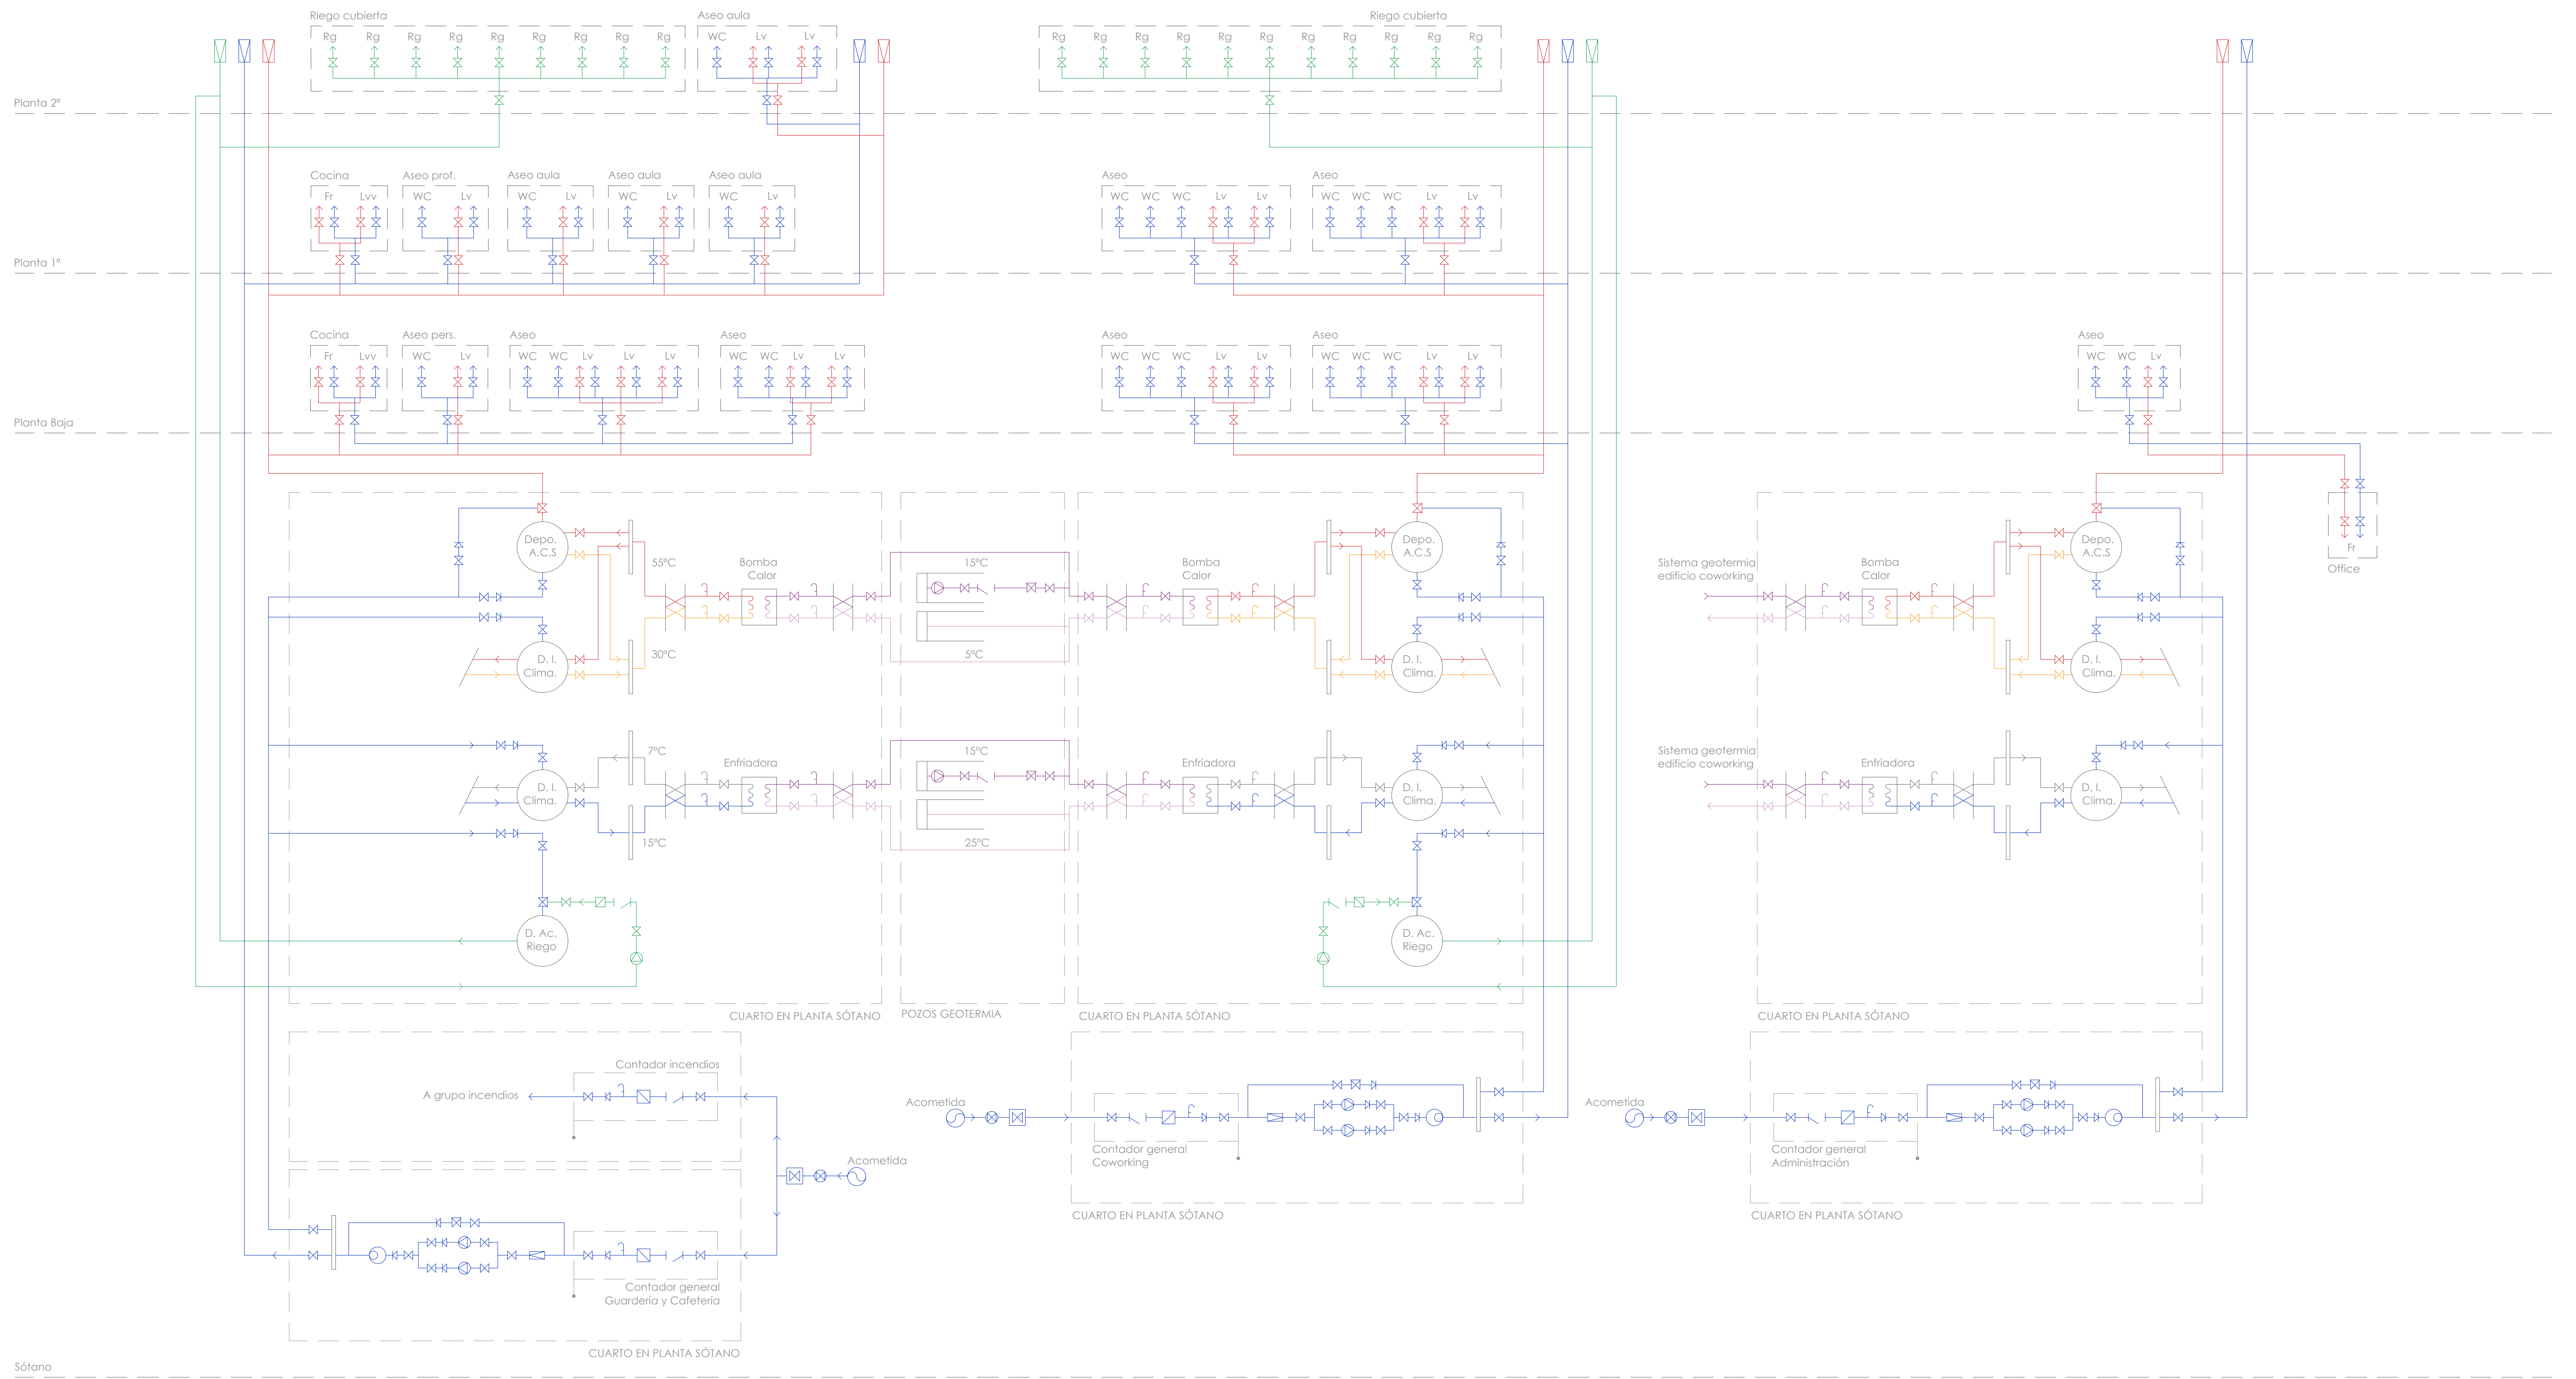 Riego cubierta
Aseo aula
Riego cubierta
Rg Rg Rg Rg Rg Rg Rg Rg Rg
WC Lv Lv
Rg Rg Rg Rg Rg Rg Rg Rg Rg Rg Rg
Planta 2ª
Cocina
Aseo prof.
Aseo aula
Aseo aula
Aseo aula
Aseo
Aseo
Fr Lvv
WC Lv
WC Lv
WC Lv
WC Lv
WC WC WC Lv Lv
WC WC WC Lv Lv
Planta 1ª
Cocina
Aseo pers.
Aseo
Aseo
Aseo
Aseo
Aseo
Fr Lvv
WC Lv
WC WC Lv Lv Lv
WC WC Lv Lv
WC WC WC Lv Lv
WC WC WC Lv Lv
WC WC Lv
Planta Baja
Depo.
A.C.S
55ºC
Bomba
Calor
15ºC
Bomba
Calor
Depo.
A.C.S
Sistema geotermia
edificio coworking
Bomba
Calor
Depo.
A.C.S
Fr
Office
D. I.
Clima.
30ºC
5ºC
D. I.
Clima.
D. I.
Clima.
7ºC
Enfriadora
15ºC
Enfriadora
Sistema geotermia
edificio coworking
Enfriadora
D. I.
Clima.
15ºC
25ºC
D. I.
Clima.
D. I.
Clima.
D. Ac.
Riego
D. Ac.
Riego
CUARTO EN PLANTA SÓTANO
POZOS GEOTERMIA
CUARTO EN PLANTA SÓTANO
CUARTO EN PLANTA SÓTANO
Contador incendios
A grupo incendios
Acometida
Contador general
Coworking
Acometida
Contador general
Administración
Acometida
CUARTO EN PLANTA SÓTANO
CUARTO EN PLANTA SÓTANO
Contador general
Guardería y Cafetería
CUARTO EN PLANTA SÓTANO
Sótano